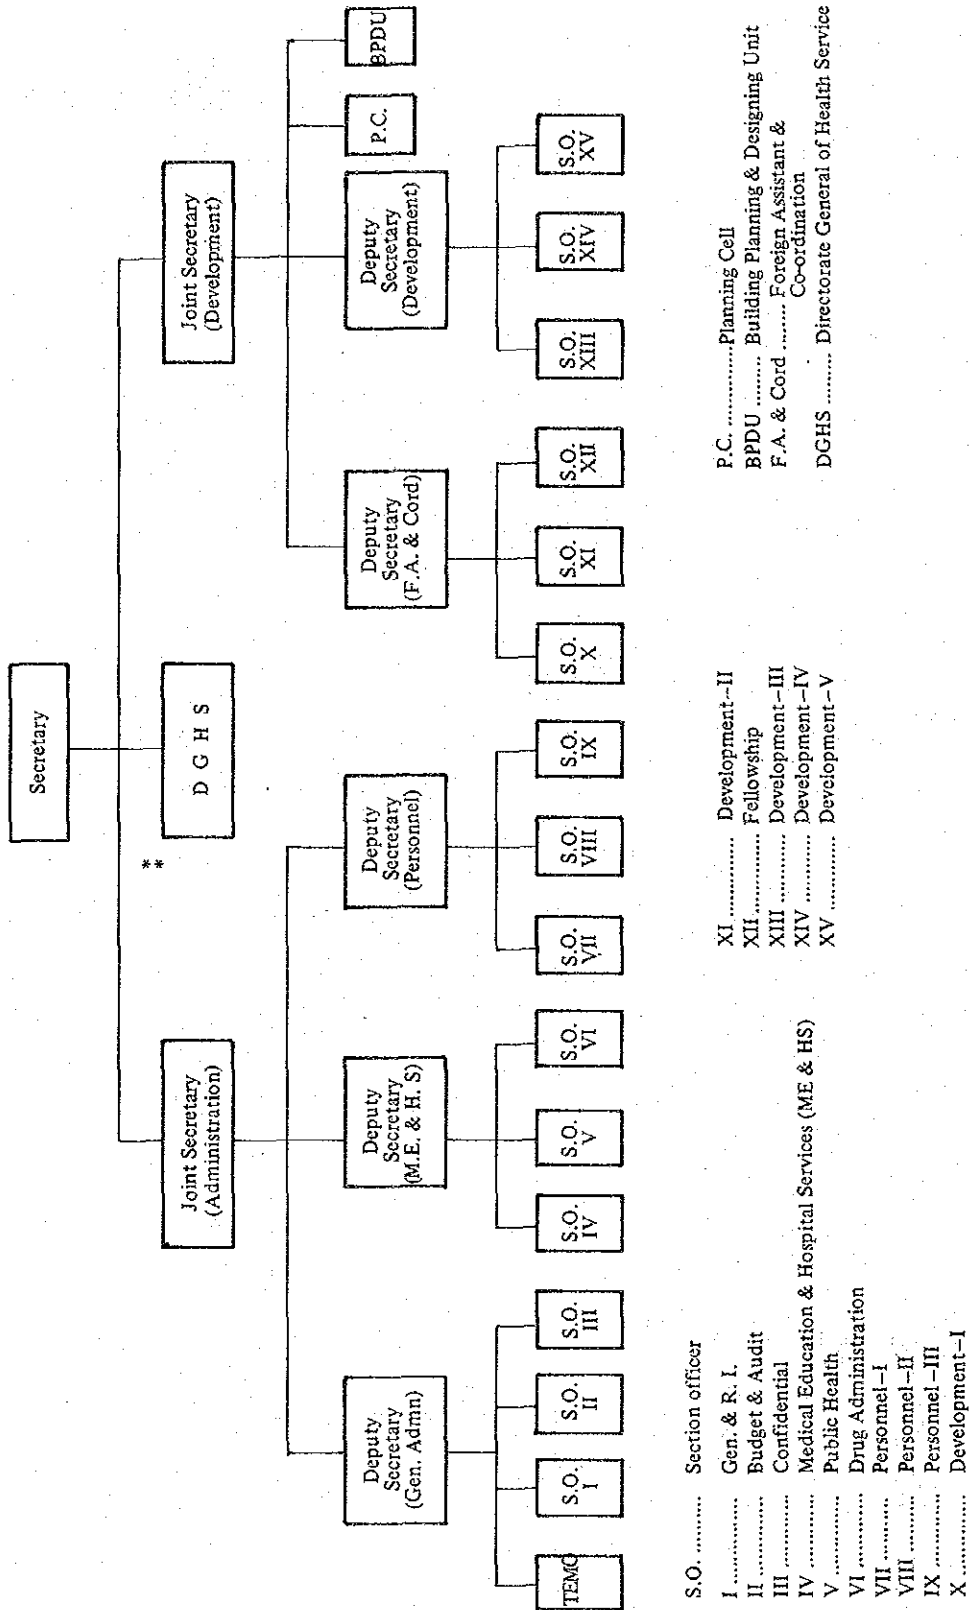 Secretary
**
D G H S
Joint Secretary
(Administration)
Joint Secretary
(Development)
Deputy
Secretary
(Gen. Admn)
Deputy
Secretary
(M.E. & H. S)
Deputy
Secretary
(Personnel)
Deputy
Secretary
(F.A. & Cord)
Deputy
Secretary
(Development)
P.C.
BPDU
TEMO
S.O.
I
S.O.
II
S.O.
III
S.O.
IV
S.O.
V
S.O.
VI
S.O.
VII
S.O.
VIII
S.O.
IX
S.O.
X
S.O.
XI
S.O.
XII
S.O.
XIII
S.O.
XIV
S.O.
XV
S.O. .......... Section officer
I .............. Gen. & R. I.
II ............. Budget & Audit
III ............ Confidential
IV ............ Medical Education & Hospital Services (ME & HS)
V ............. Public Health
VI ............ Drug Administration
VII ........... Personnel-I
VIII .......... Personnel-II
IX ............ Personnel-III
X ............. Development-I
XI ............ Development-II
XII ........... Fellowship
XIII .......... Development-III
XIV .......... Development-IV
XV ........... Development-V
P.C. ............Planning Cell
BPDU ........ Building Planning & Designing Unit
F.A. & Cord ........ Foreign Assistant &
Co-ordination
DGHS ......... Directorate General of Health Service